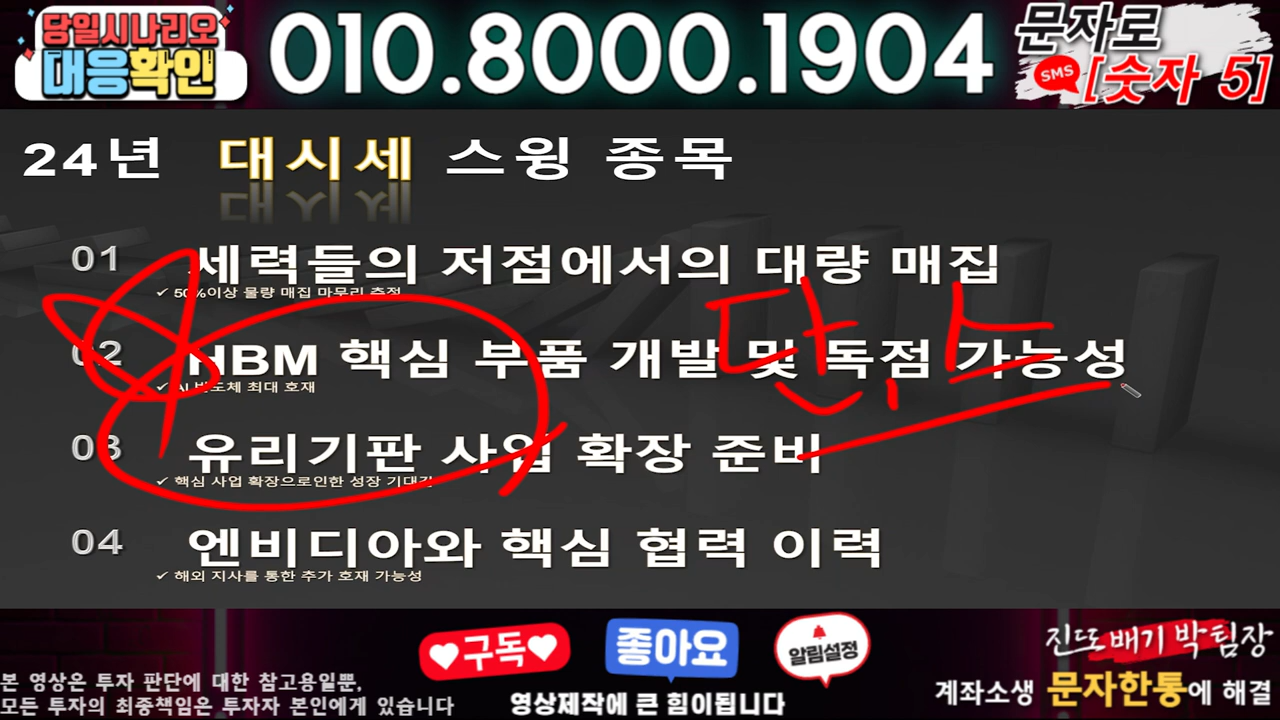 당일시나리오
대응확인
010.8000.1904
문자로
SMS
[숫자 5]
24년 대시세 스윙 종목
01 세력들의 저점에서의 대량 매집
✓ 50%이상 물량 매집 마무리 추정
02 HBM 핵심 부품 개발 및 독점 가능성
✓ AI 반도체 최대 호재
단, 스
03 유리기판 사업 확장 준비
✓ 핵심 사업 확장으로인한 성장 기대감
04 엔비디아와 핵심 협력 이력
✓ 해외 지사를 통한 추가 호재 가능성
구독
좋아요
알림설정
영상제작에 큰 힘이됩니다
본 영상은 투자 판단에 대한 참고용일뿐,
모든 투자의 최종책임은 투자자 본인에게 있습니다
진또배기 박팀장
계좌소생 문자한통에 해결